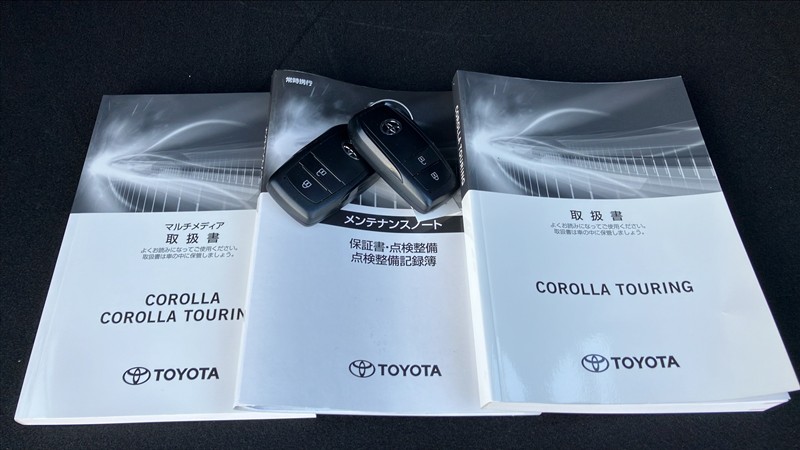 マルチメディア
取扱書
よくお読みになってご使用ください。
取扱書は車の中に保管しましょう。
COROLLA
COROLLA TOURIN
TOYOTA
常時携行
メンテナンスノート
保証書・点検整備
点検整備記録簿
TOYOTA
COROLLA TOURING
取扱書
よくお読みになってご使用ください。
取扱書は車の中に保管しましょう。
COROLLA TOURING
TOYOTA